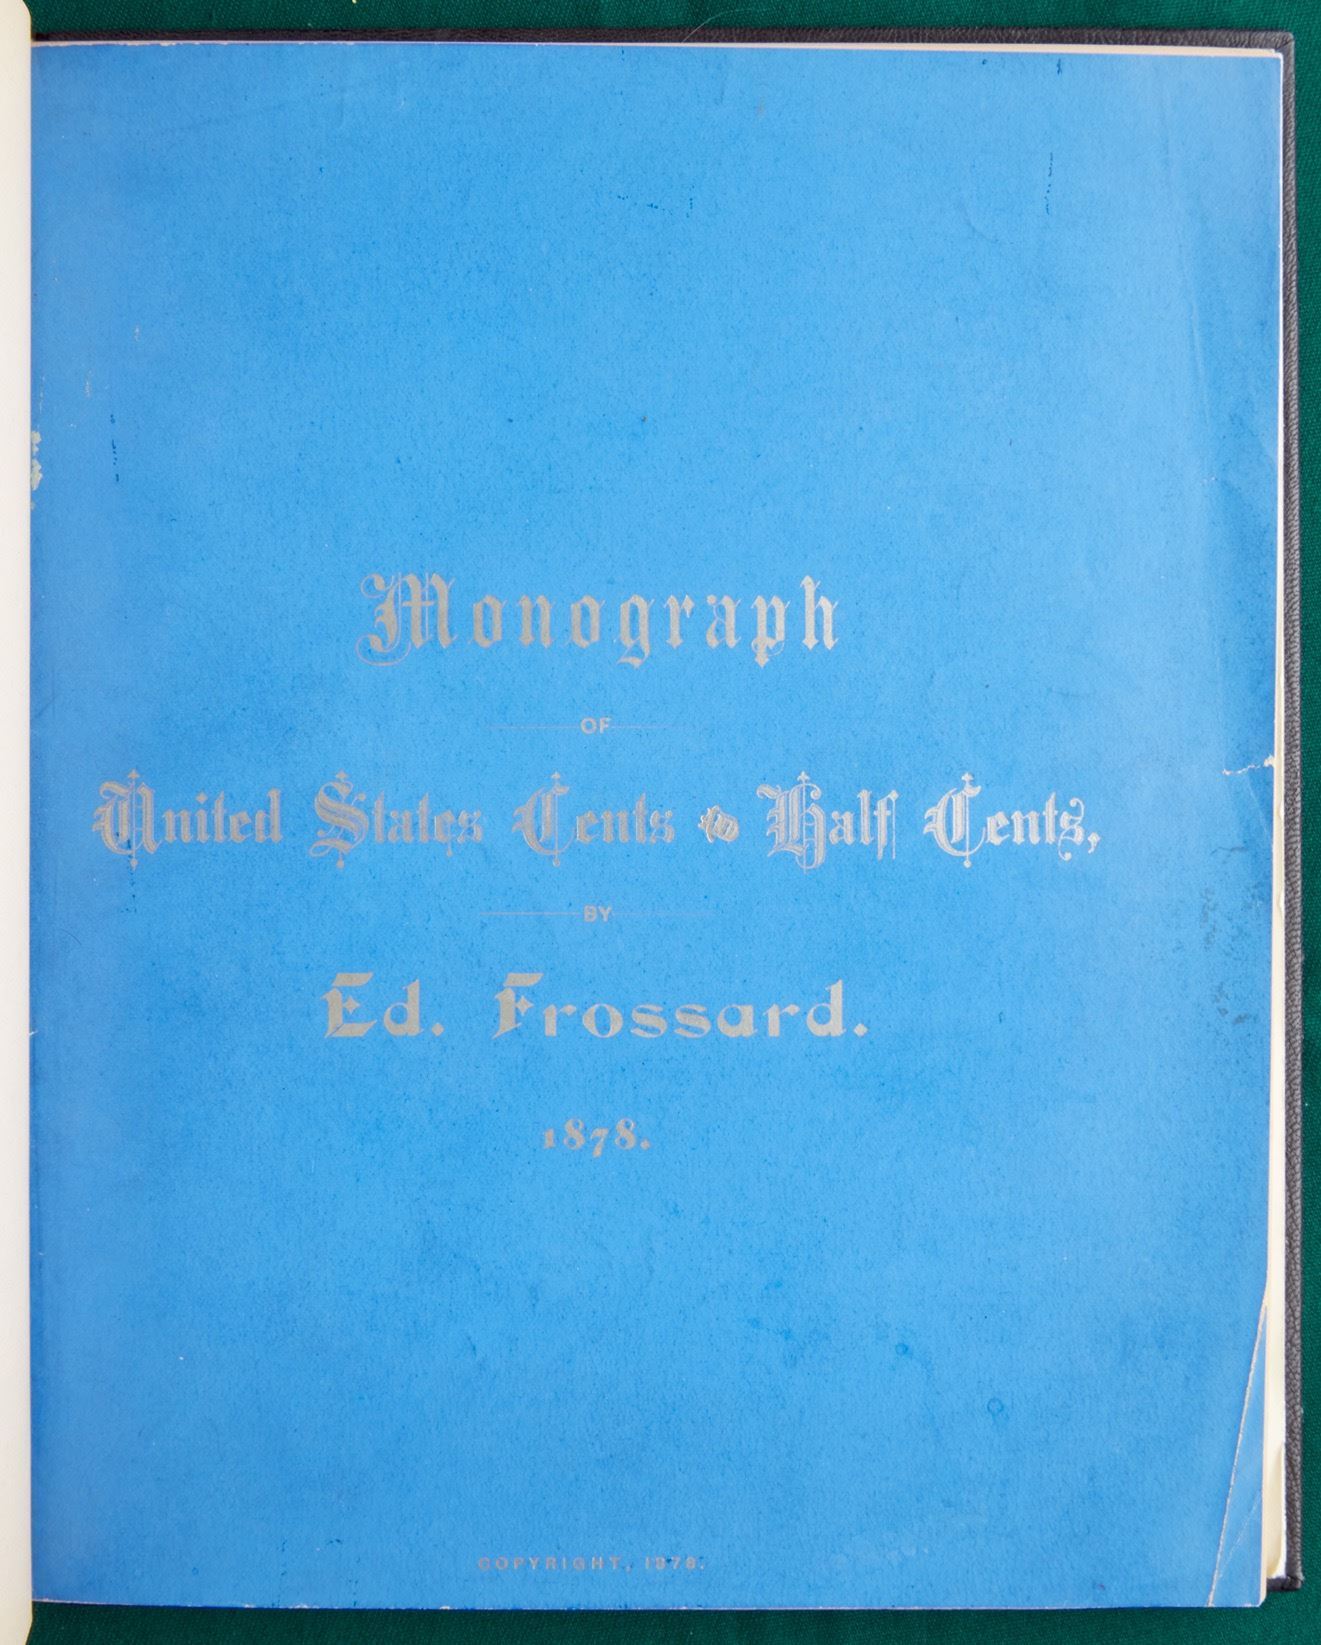 Monograph
OF
United States Cents & Half Cents,
BY
Ed. Frossard.
1878.
COPYRIGHT, 1878.